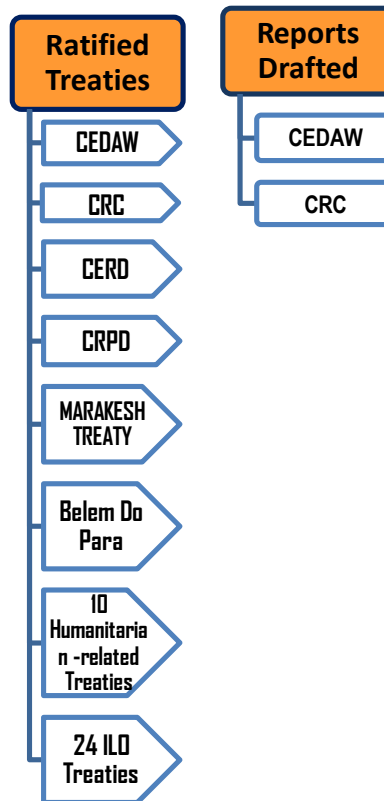 Ratified
Treaties
CEDAW
CRC
CERD
CRPD
MARAKESH
TREATY
Belem Do
Para
10
Humanitaria
n -related
Treaties
24 ILO
Treaties
Reports
Drafted
CEDAW
CRC